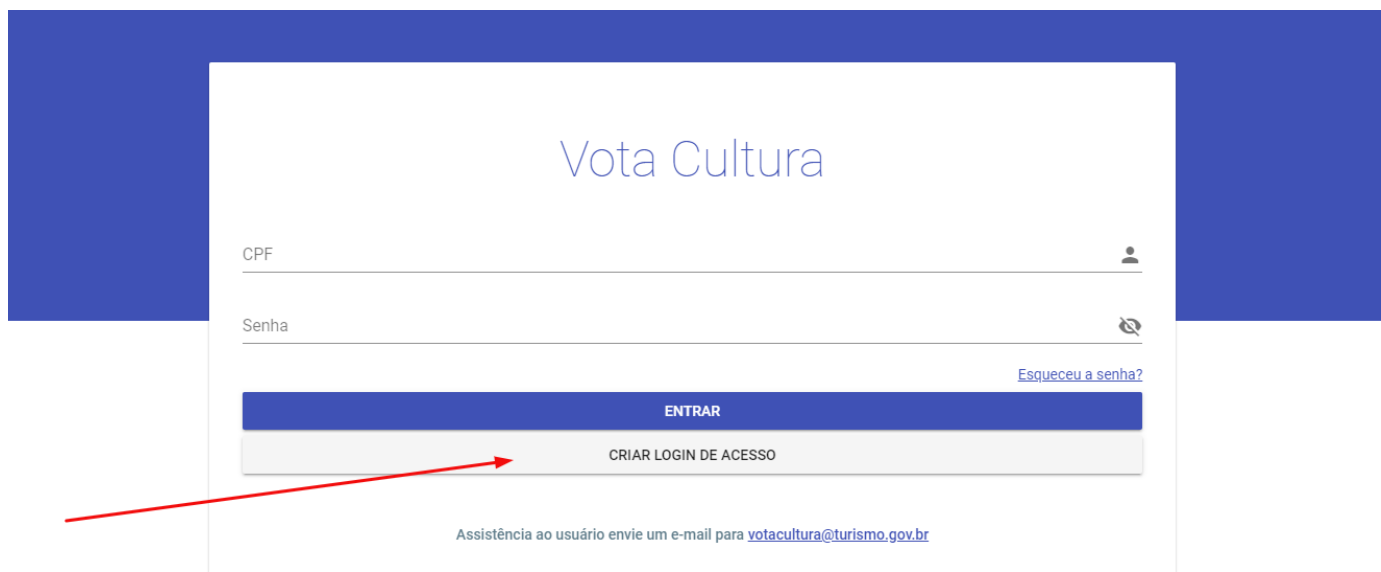 Vota Cultura
CPF
Senha
Esqueceu a senha?
ENTRAR
CRIAR LOGIN DE ACESSO
Assistência ao usuário envie um e-mail para votacultura@turismo.gov.br